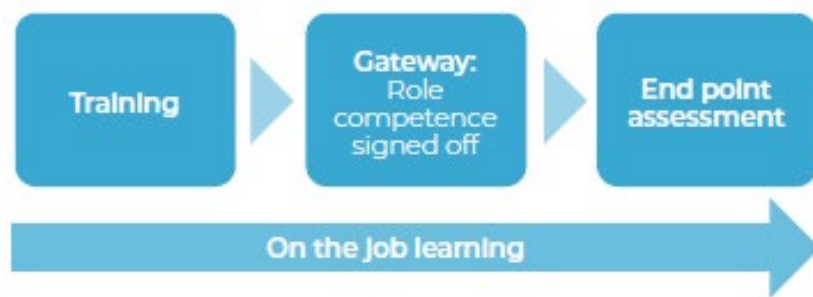 Training
Gateway:
Role
competence
signed off
End point
assessment
On the job learning